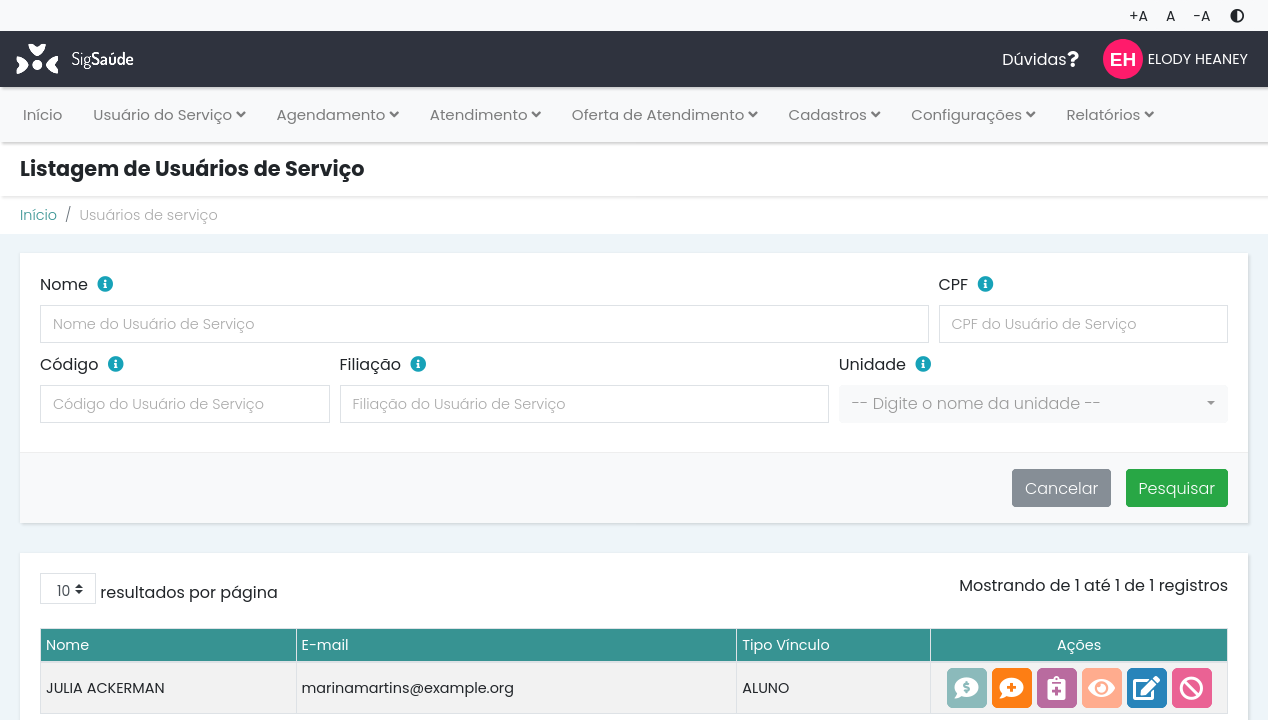 +A A -A
SigSaúde Dúvidas? EH ELODY HEANEY
Início Usuário do Serviço Agendamento Atendimento Oferta de Atendimento Cadastros Configurações Relatórios
Listagem de Usuários de Serviço
Início / Usuários de serviço
Nome CPF
Nome do Usuário de Serviço CPF do Usuário de Serviço
Código Filiação Unidade
Código do Usuário de Serviço Filiação do Usuário de Serviço -- Digite o nome da unidade --
Cancelar Pesquisar
10 resultados por página Mostrando de 1 até 1 de 1 registros
Nome E-mail Tipo Vínculo Ações
JULIA ACKERMAN marinamartins@example.org ALUNO